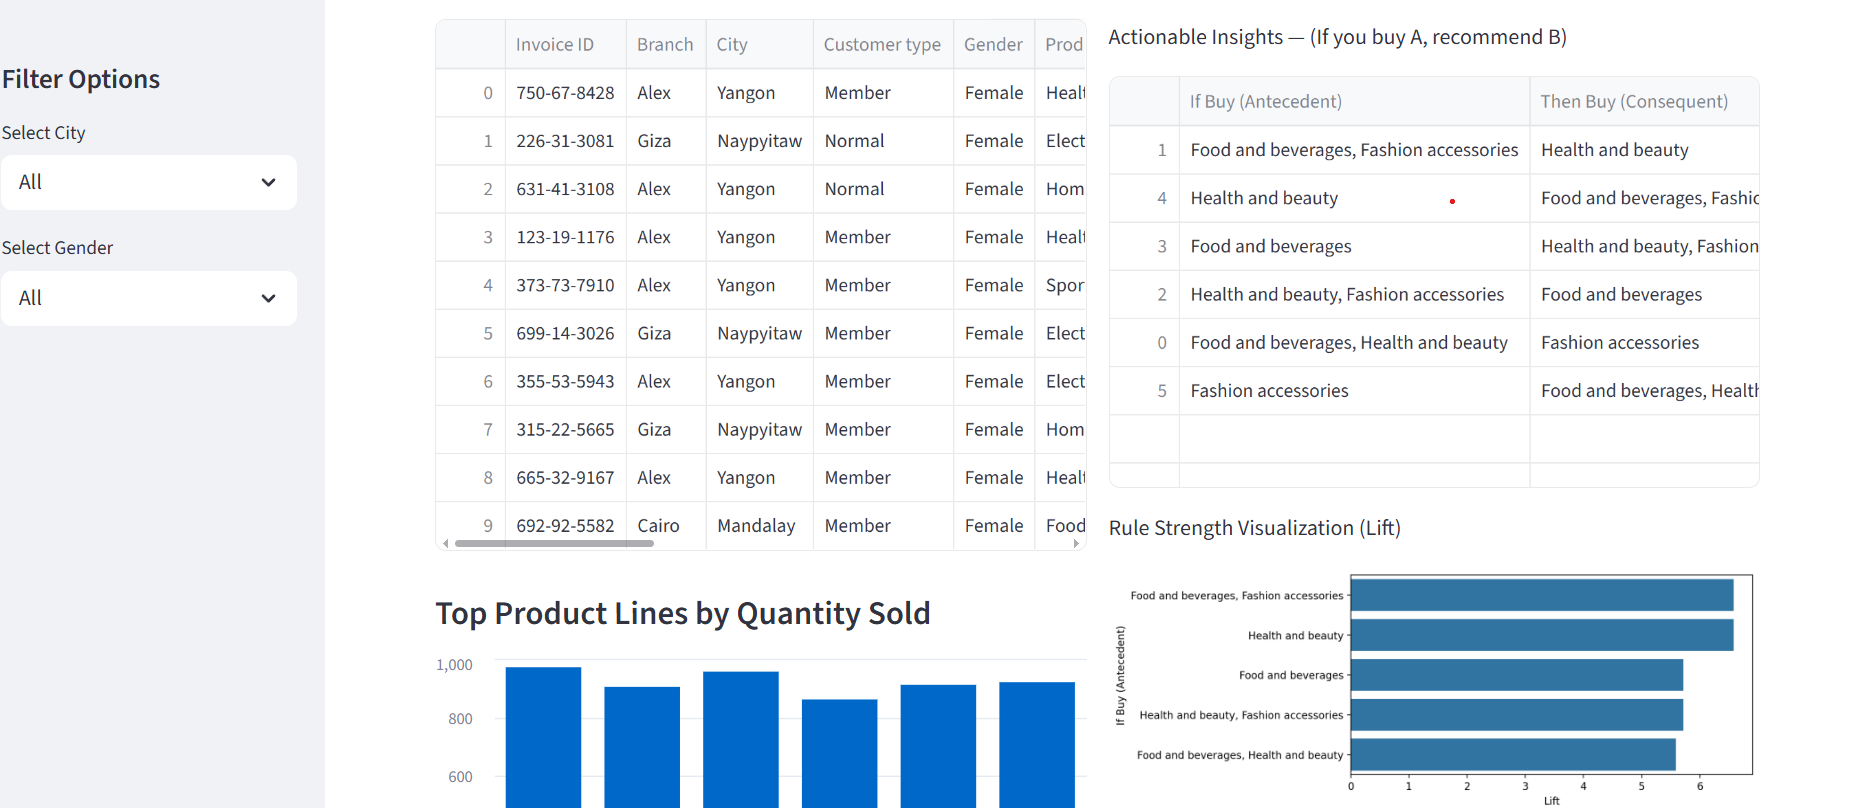 Filter Options
Select City
All
Select Gender
All
Invoice ID Branch City Customer type Gender Prod
0 750-67-8428 Alex Yangon Member Female Healt
1 226-31-3081 Giza Naypyitaw Normal Female Elect
2 631-41-3108 Alex Yangon Normal Female Hom
3 123-19-1176 Alex Yangon Member Female Healt
4 373-73-7910 Alex Yangon Member Female Spor
5 699-14-3026 Giza Naypyitaw Member Female Elect
6 355-53-5943 Alex Yangon Member Female Elect
7 315-22-5665 Giza Naypyitaw Member Female Hom
8 665-32-9167 Alex Yangon Member Female Healt
9 692-92-5582 Cairo Mandalay Member Female Food
Top Product Lines by Quantity Sold
1,000
800
600
Actionable Insights — (If you buy A, recommend B)
If Buy (Antecedent) Then Buy (Consequent)
1 Food and beverages, Fashion accessories Health and beauty
4 Health and beauty Food and beverages, Fashic
3 Food and beverages Health and beauty, Fashion
2 Health and beauty, Fashion accessories Food and beverages
0 Food and beverages, Health and beauty Fashion accessories
5 Fashion accessories Food and beverages, Health
Rule Strength Visualization (Lift)
If Buy (Antecedent)
Food and beverages, Fashion accessories
Health and beauty
Food and beverages
Health and beauty, Fashion accessories
Food and beverages, Health and beauty
0 1 2 3 4 5 6
Lift